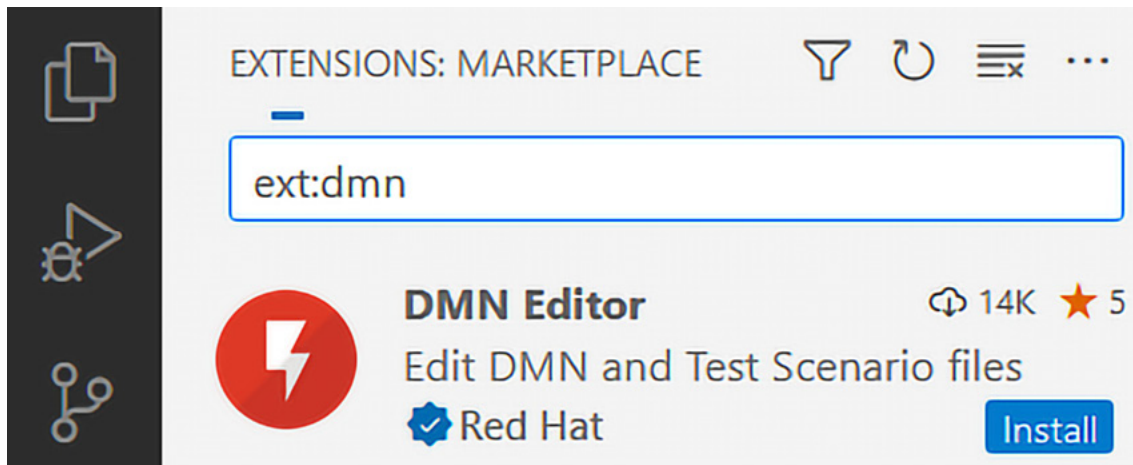 EXTENSIONS: MARKETPLACE
ext:dmn
DMN Editor 14K 5
Edit DMN and Test Scenario files
Red Hat Install